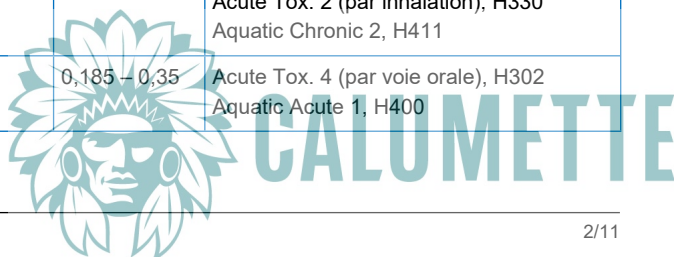 Acute Tox. 2 (par inhalation), H330
Aquatic Chronic 2, H411
0,185 – 0,35
Acute Tox. 4 (par voie orale), H302
Aquatic Acute 1, H400
CALUMETTE
2/11